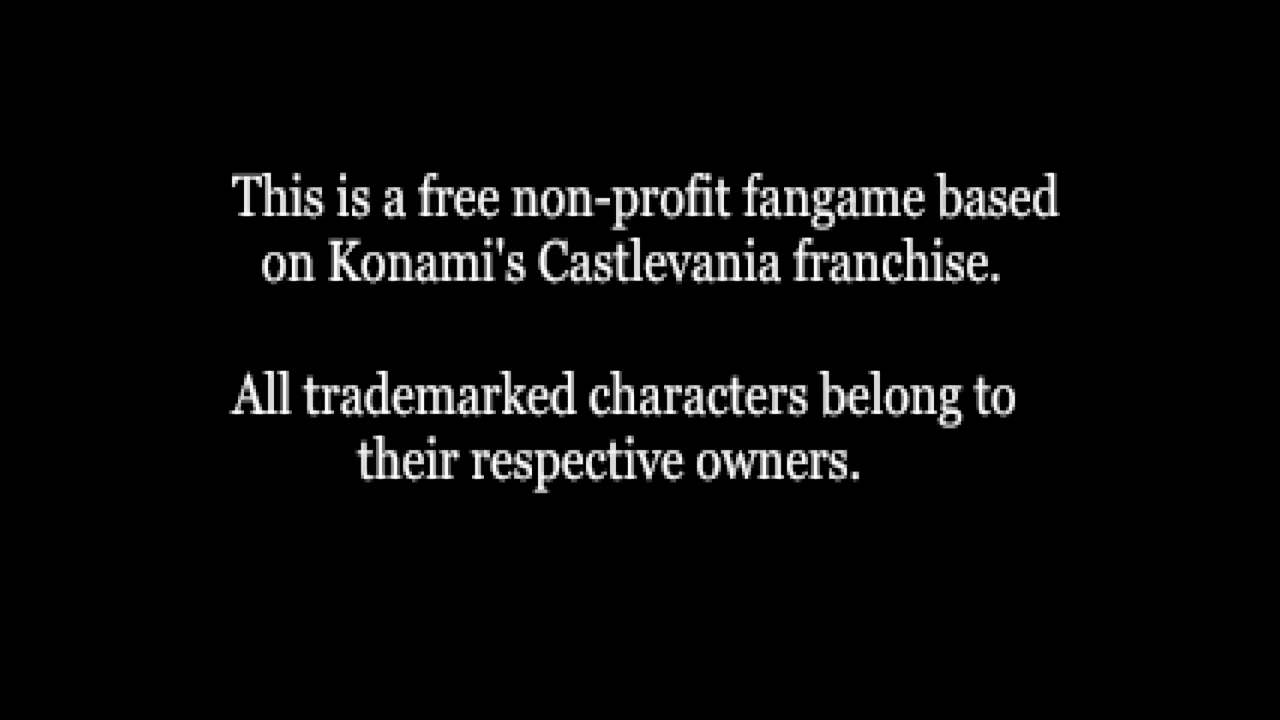 This is a free non-profit fangame based
on Konami's Castlevania franchise.
All trademarked characters belong to
their respective owners.